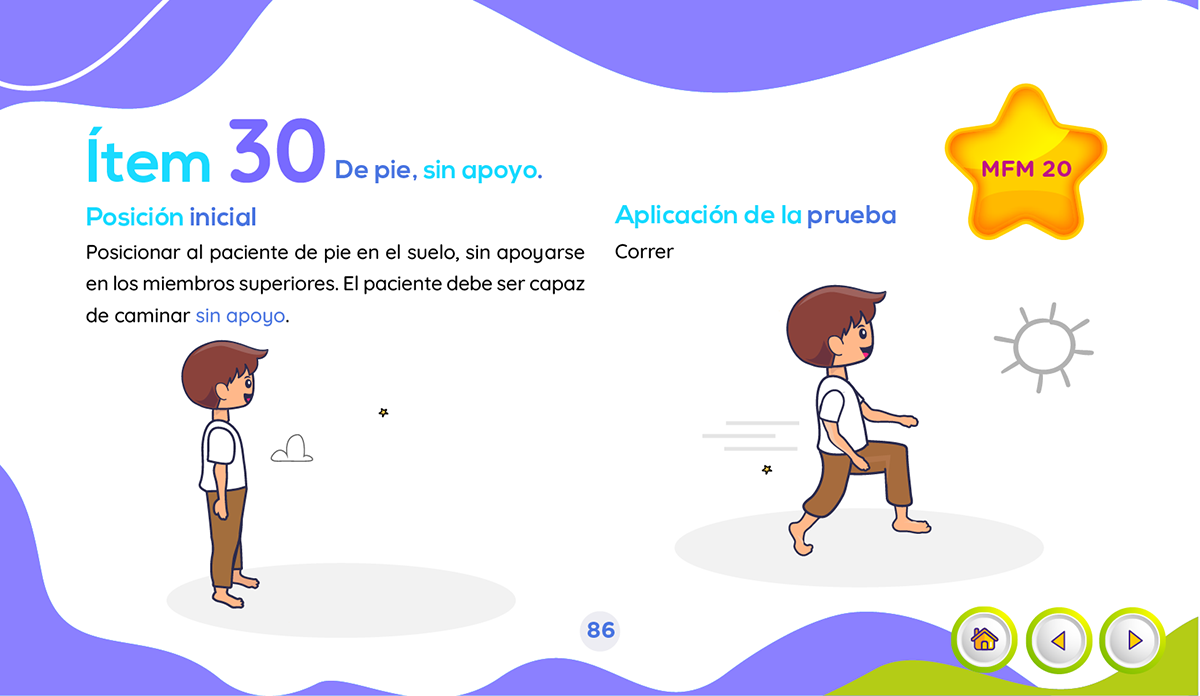 Ítem 30 De pie, sin apoyo.
Posición inicial
Posicionar al paciente de pie en el suelo, sin apoyarse
en los miembros superiores. El paciente debe ser capaz
de caminar sin apoyo.
Aplicación de la prueba
Correr
MFM 20
86